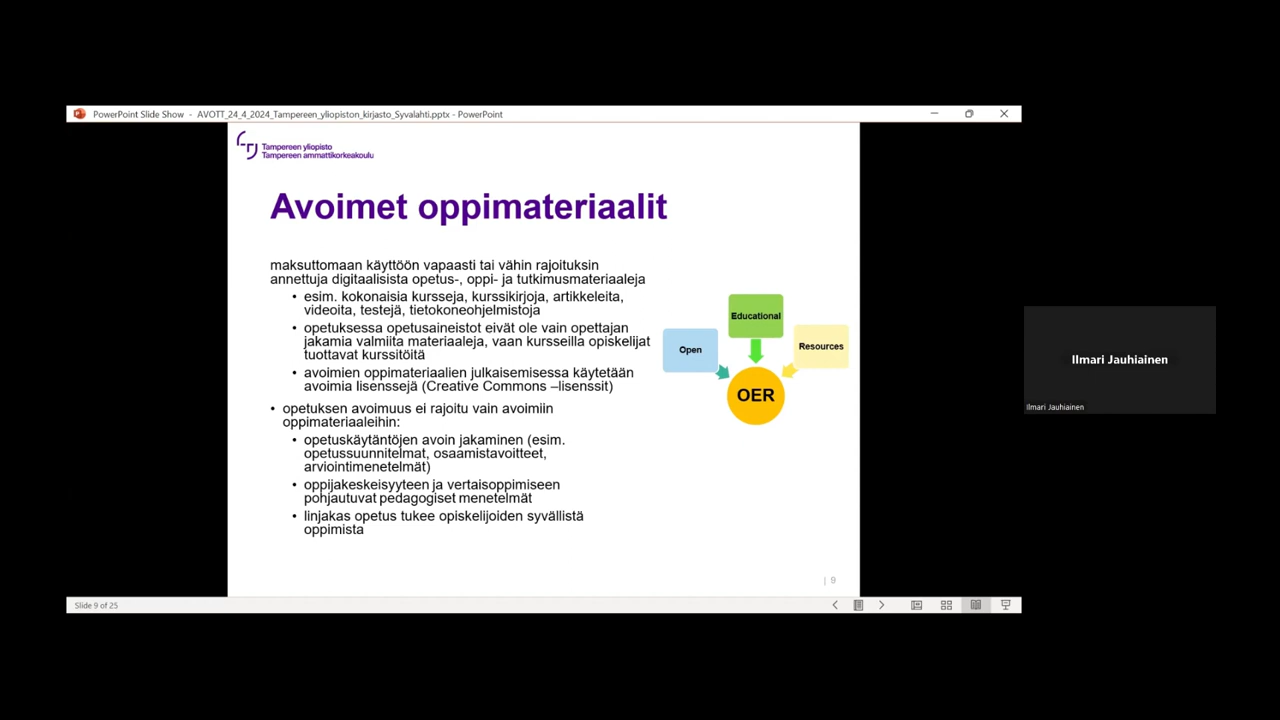 PowerPoint Slide Show - AVOTT_24_4_2024_Tampereen_yliopiston_kirjasto_Syvalahti.pptx - PowerPoint
Tampereen yliopisto
Tampereen ammattikorkeakoulu
Avoimet oppimateriaalit
maksuttomaan käyttöön vapaasti tai vähin rajoituksin
annettuja digitaalisista opetus-, oppi- ja tutkimusmateriaaleja
• esim. kokonaisia kursseja, kurssikirjoja, artikkeleita,
videoita, testejä, tietokoneohjelmistoja
• opetuksessa opetusaineistot eivät ole vain opettajan
jakamia valmiita materiaaleja, vaan kursseilla opiskelijat
tuottavat kurssitöitä
• avoimien oppimateriaalien julkaisemisessa käytetään
avoimia lisenssejä (Creative Commons –lisenssit)
• opetuksen avoimuus ei rajoitu vain avoimiin
oppimateriaaleihin:
• opetuskäytäntöjen avoin jakaminen (esim.
opetussuunnitelmat, osaamistavoitteet,
arviointimenetelmät)
• oppijakeskeisyyteen ja vertaisoppimiseen
pohjautuvat pedagogiset menetelmät
• linjakas opetus tukee opiskelijoiden syvällistä
oppimista
Open
Educational
Resources
OER
| 9
Slide 9 of 25
Ilmari Jauhiainen
Ilmari Jauhiainen